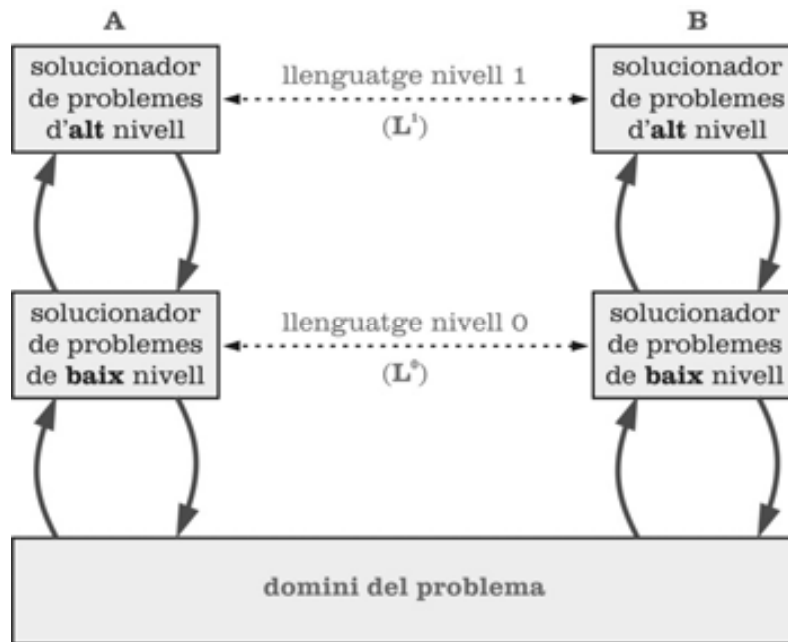 A
B
solucionador
de problemes
d'alt nivell
llenguatge nivell 1
(L¹)
solucionador
de problemes
d'alt nivell
solucionador
de problemes
de baix nivell
llenguatge nivell 0
(L⁰)
solucionador
de problemes
de baix nivell
domini del problema